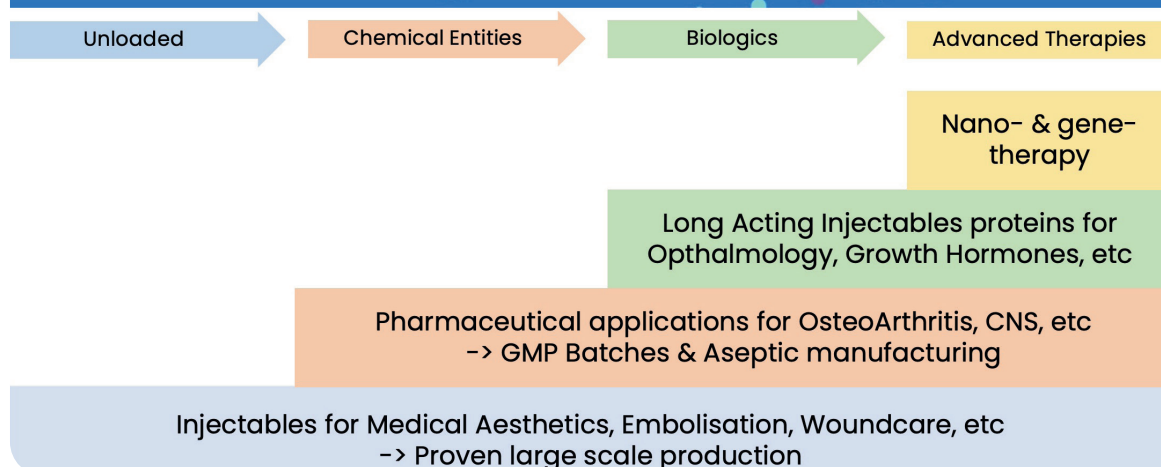 Unloaded
Chemical Entities
Biologics
Advanced Therapies
Nano- & gene-
therapy
Long Acting Injectables proteins for
Opthalmology, Growth Hormones, etc
Pharmaceutical applications for OsteoArthritis, CNS, etc
-> GMP Batches & Aseptic manufacturing
Injectables for Medical Aesthetics, Embolisation, Woundcare, etc
-> Proven large scale production